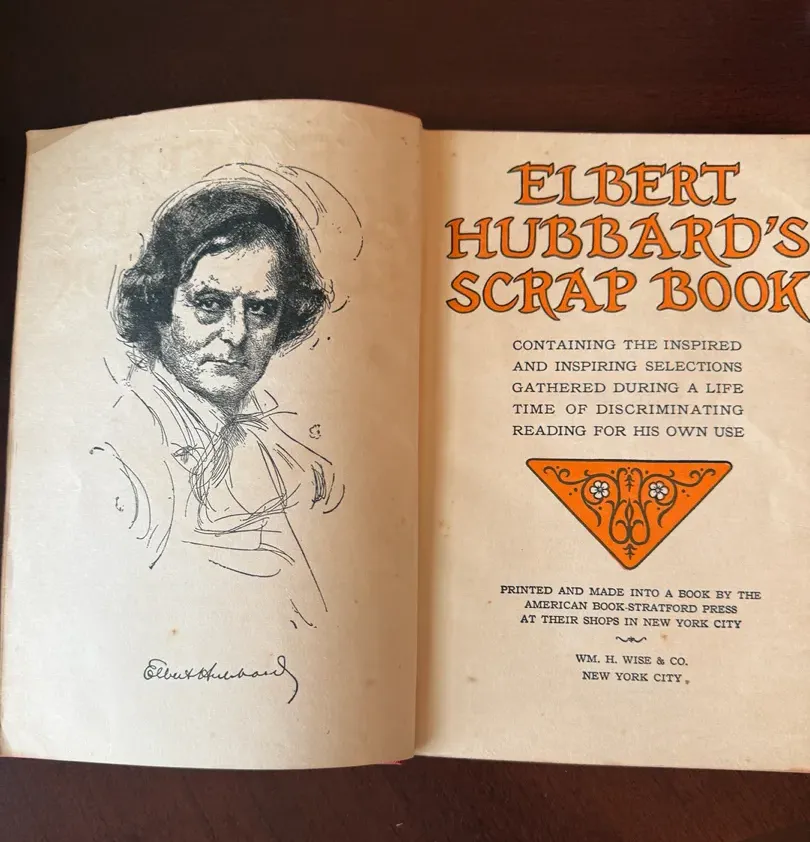 Elbert Hubbard
ELBERT
HUBBARD'S
SCRAP BOOK
CONTAINING THE INSPIRED
AND INSPIRING SELECTIONS
GATHERED DURING A LIFE
TIME OF DISCRIMINATING
READING FOR HIS OWN USE
PRINTED AND MADE INTO A BOOK BY THE
AMERICAN BOOK-STRATFORD PRESS
AT THEIR SHOPS IN NEW YORK CITY
WM. H. WISE & CO.
NEW YORK CITY